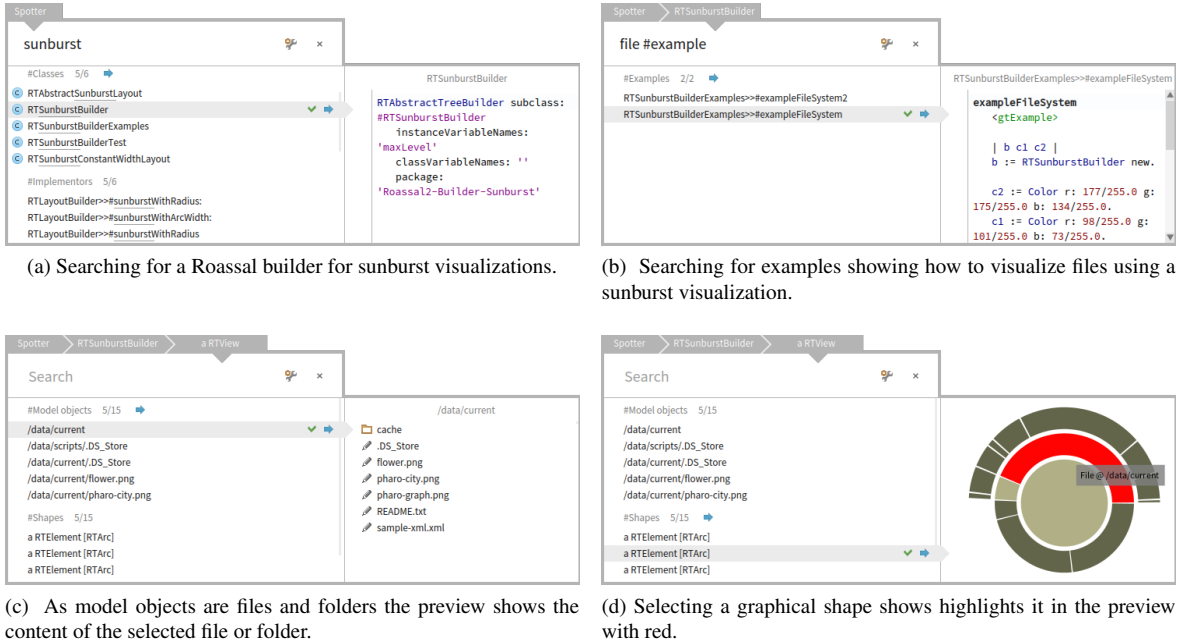 Spotter
sunburst
×
#Classes 5/6
RTAbstractSunburstLayout
RTSunburstBuilder
RTSunburstBuilderExamples
RTSunburstBuilderTest
RTSunburstConstantWidthLayout
#Implementors 5/6
RTLayoutBuilder>>#sunburstWithRadius:
RTLayoutBuilder>>#sunburstWithArcWidth:
RTLayoutBuilder>>#sunburstWithRadius
RTSunburstBuilder
RTAbstractTreeBuilder subclass:
#RTSunburstBuilder
instanceVariableNames:
'maxLevel'
classVariableNames: ''
package:
'Roassal2-Builder-Sunburst'
(a) Searching for a Roassal builder for sunburst visualizations.
Spotter RTSunburstBuilder
file #example
×
#Examples 2/2
RTSunburstBuilderExamples>>#exampleFileSystem2
RTSunburstBuilderExamples>>#exampleFileSystem
RTSunburstBuilderExamples>>#exampleFileSystem
exampleFileSystem
<gtExample>
| b c1 c2 |
b := RTSunburstBuilder new.
c2 := Color r: 177/255.0 g:
175/255.0 b: 134/255.0.
c1 := Color r: 98/255.0 g:
101/255.0 b: 73/255.0.
(b) Searching for examples showing how to visualize files using a
sunburst visualization.
Spotter RTSunburstBuilder a RTView
Search
×
#Model objects 5/15
/data/current
/data/scripts/.DS_Store
/data/current/.DS_Store
/data/current/flower.png
/data/current/pharo-city.png
#Shapes 5/15
a RTElement [RTArc]
a RTElement [RTArc]
a RTElement [RTArc]
/data/current
cache
.DS_Store
flower.png
pharo-city.png
pharo-graph.png
README.txt
sample-xml.xml
(c) As model objects are files and folders the preview shows the
content of the selected file or folder.
Spotter RTSunburstBuilder a RTView
Search
×
#Model objects 5/15
/data/current
/data/scripts/.DS_Store
/data/current/.DS_Store
/data/current/flower.png
/data/current/pharo-city.png
#Shapes 5/15
a RTElement [RTArc]
a RTElement [RTArc]
a RTElement [RTArc]
File @ /data/current
(d) Selecting a graphical shape shows highlights it in the preview
with red.